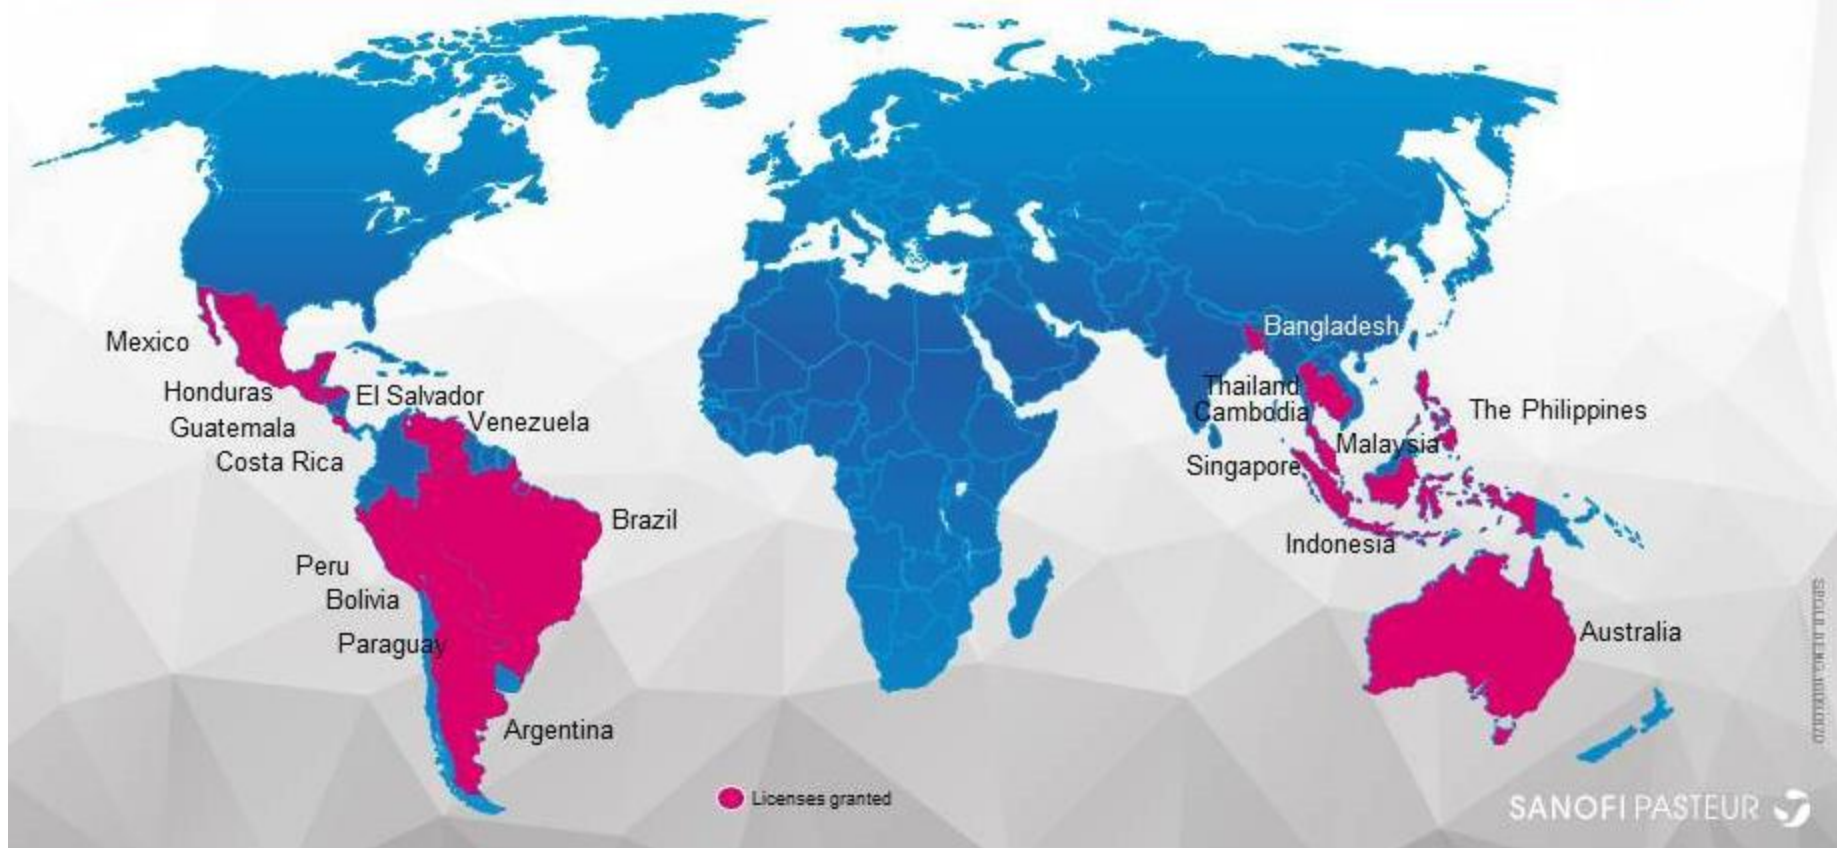 Mexico
Honduras
El Salvador
Guatemala
Venezuela
Costa Rica
Brazil
Peru
Bolivia
Paraguay
Argentina
Bangladesh
Thailand
Cambodia
The Philippines
Malaysia
Singapore
Indonesia
Australia
Licenses granted
SANOFI PASTEUR